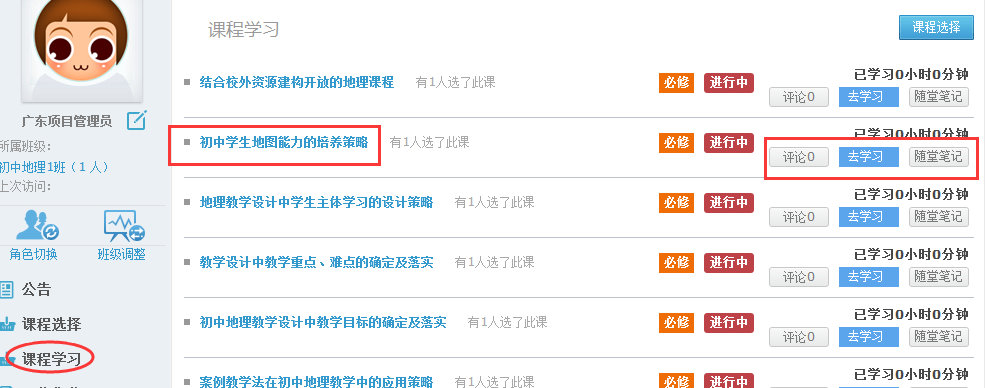 课程学习
课程选择
结合校外资源建构开放的地理课程 有1人选了此课 必修 进行中 已学习0小时0分钟
评论0 去学习 随堂笔记
初中学生地图能力的培养策略 有1人选了此课 必修 进行中 已学习0小时0分钟
评论0 去学习 随堂笔记
地理教学设计中学生主体学习的设计策略 有1人选了此课 必修 进行中 已学习0小时0分钟
评论0 去学习 随堂笔记
教学设计中教学重点、难点的确定及落实 有1人选了此课 必修 进行中 已学习0小时0分钟
评论0 去学习 随堂笔记
初中地理教学设计中教学目标的确定及落实 有1人选了此课 必修 进行中 已学习0小时0分钟
评论0 去学习 随堂笔记
案例教学法在初中地理教学中的应用策略 有1人选了此课 必修 进行中 已学习0小时0分钟
广东项目管理员
所属班级：
初中地理1班（1人）
上次访问：
角色切换 班级调整
公告
课程选择
课程学习